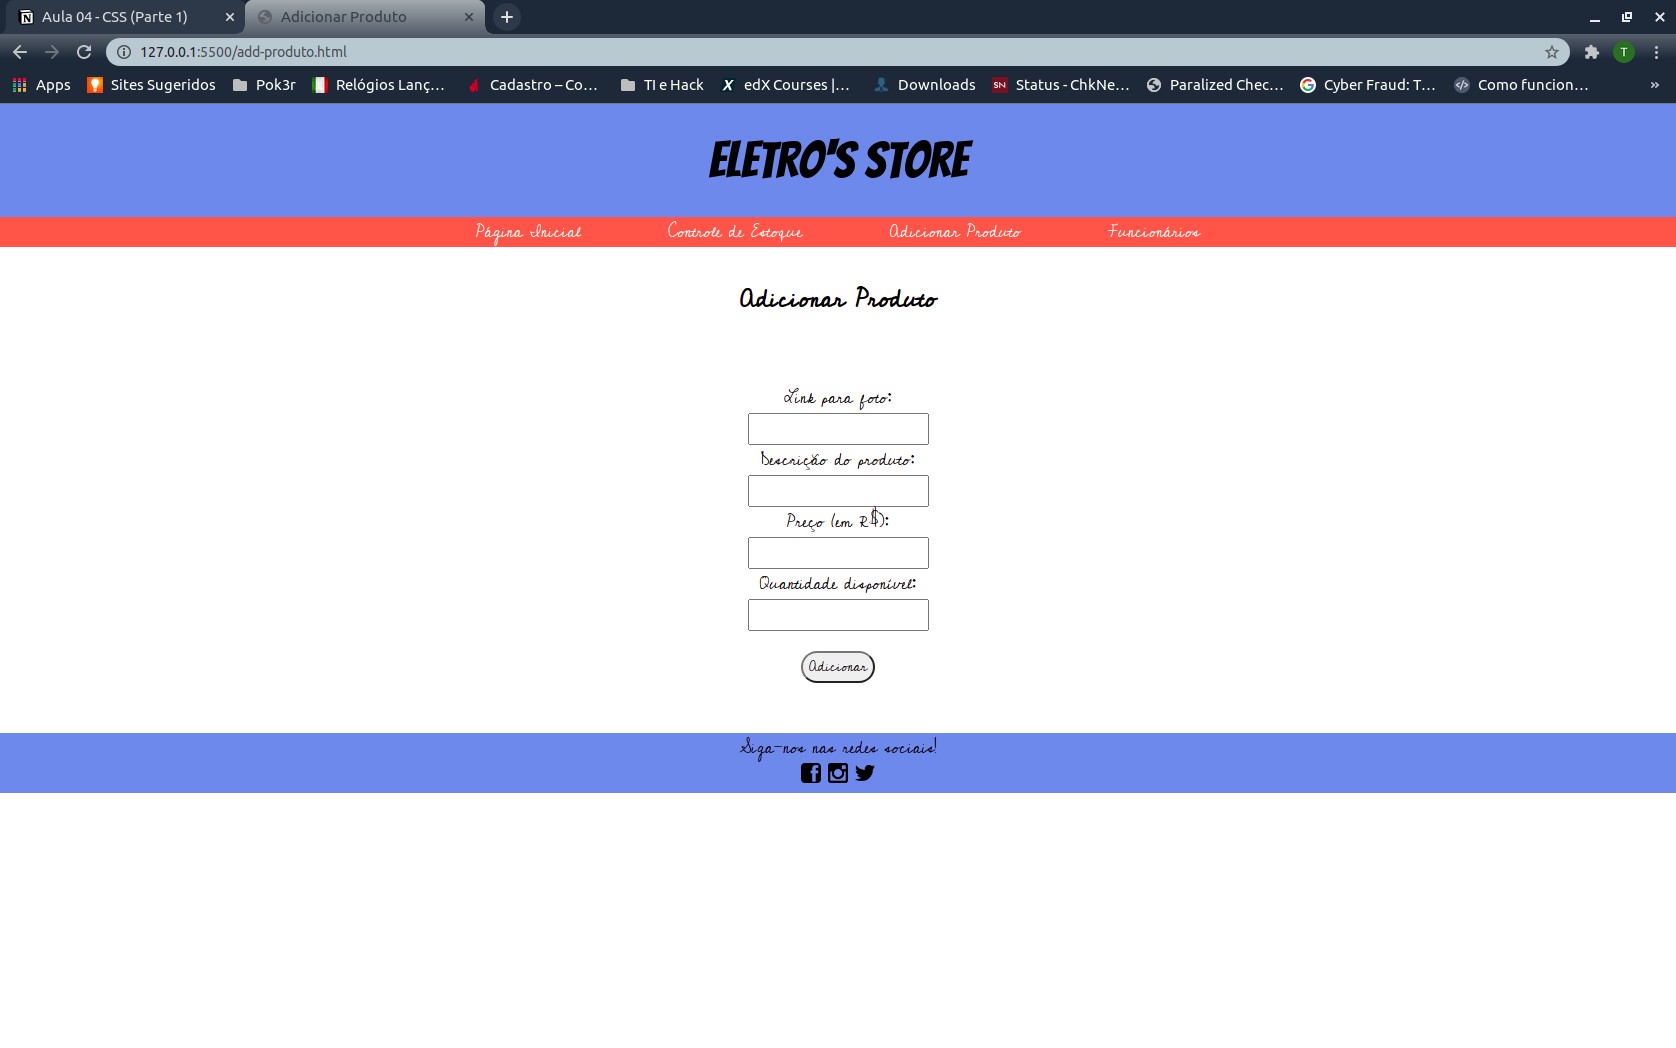 Aula 04 - CSS (Parte 1)
Adicionar Produto
127.0.0.1:5500/add-produto.html
T
Apps
Sites Sugeridos
Pok3r
Relógios Lanç...
Cadastro – Co...
TI e Hack
X edX Courses |...
Downloads
SN Status - ChkNe...
Paralized Chec...
G Cyber Fraud: T...
</> Como funcion...
»
ELETRO'S STORE
Página Inicial
Controle de Estoque
Adicionar Produto
Funcionários
Adicionar Produto
Link para foto:
Descrição do produto:
Preço (em R$):
Quantidade disponível:
Adicionar
Siga-nos nas redes sociais!